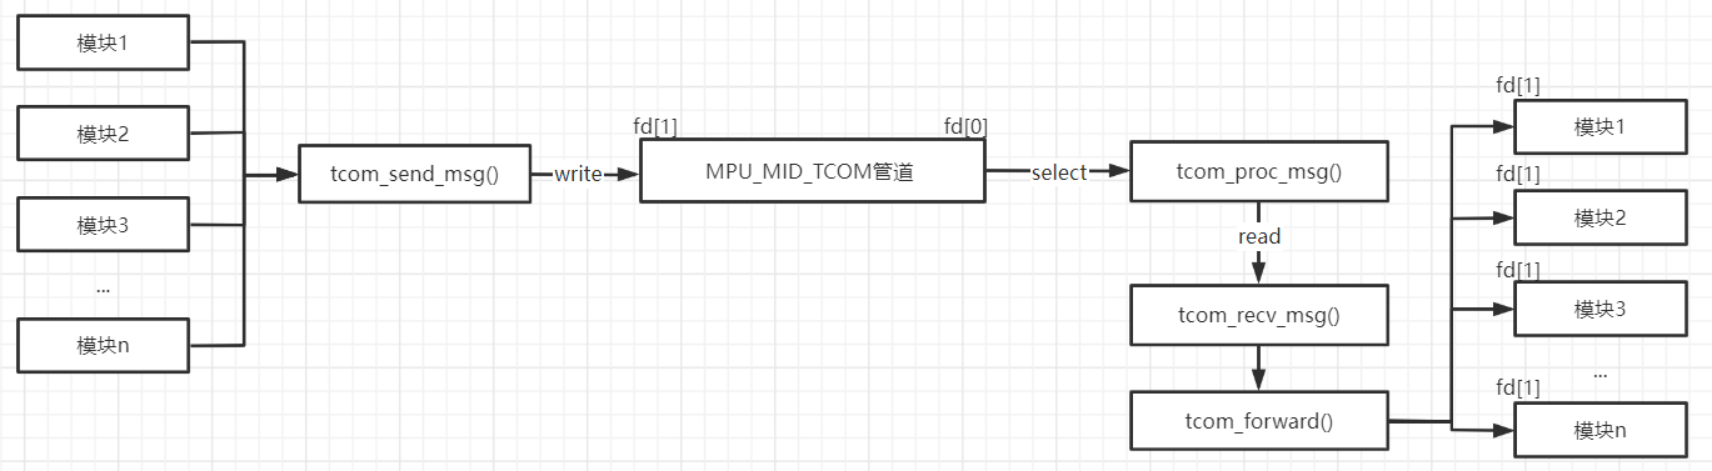 模块1
模块2
模块3
...
模块n
tcom_send_msg()
write
fd[1]
fd[0]
MPU_MID_TCOM管道
select
tcom_proc_msg()
read
tcom_recv_msg()
tcom_forward()
fd[1]
模块1
fd[1]
模块2
fd[1]
模块3
...
fd[1]
模块n